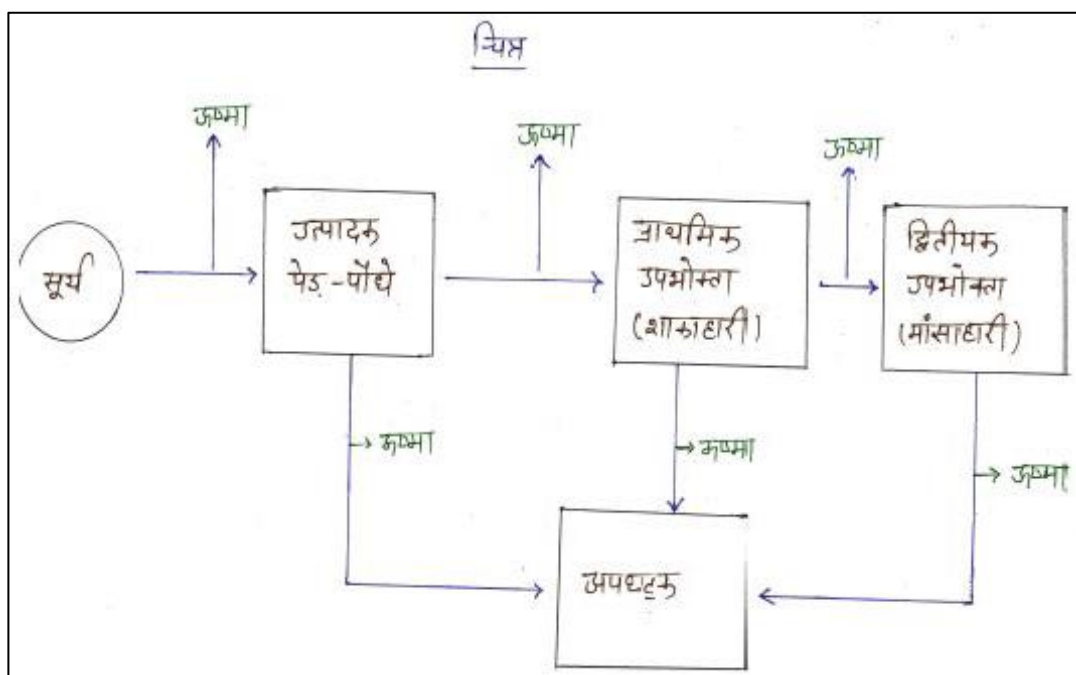 चित्र
ऊष्मा
ऊष्मा
ऊष्मा
सूर्य
उत्पादक
पेड़-पौधे
प्राथमिक
उपभोक्ता
(शाकाहारी)
द्वितीयक
उपभोक्ता
(मांसाहारी)
ऊष्मा
ऊष्मा
ऊष्मा
अपघटक